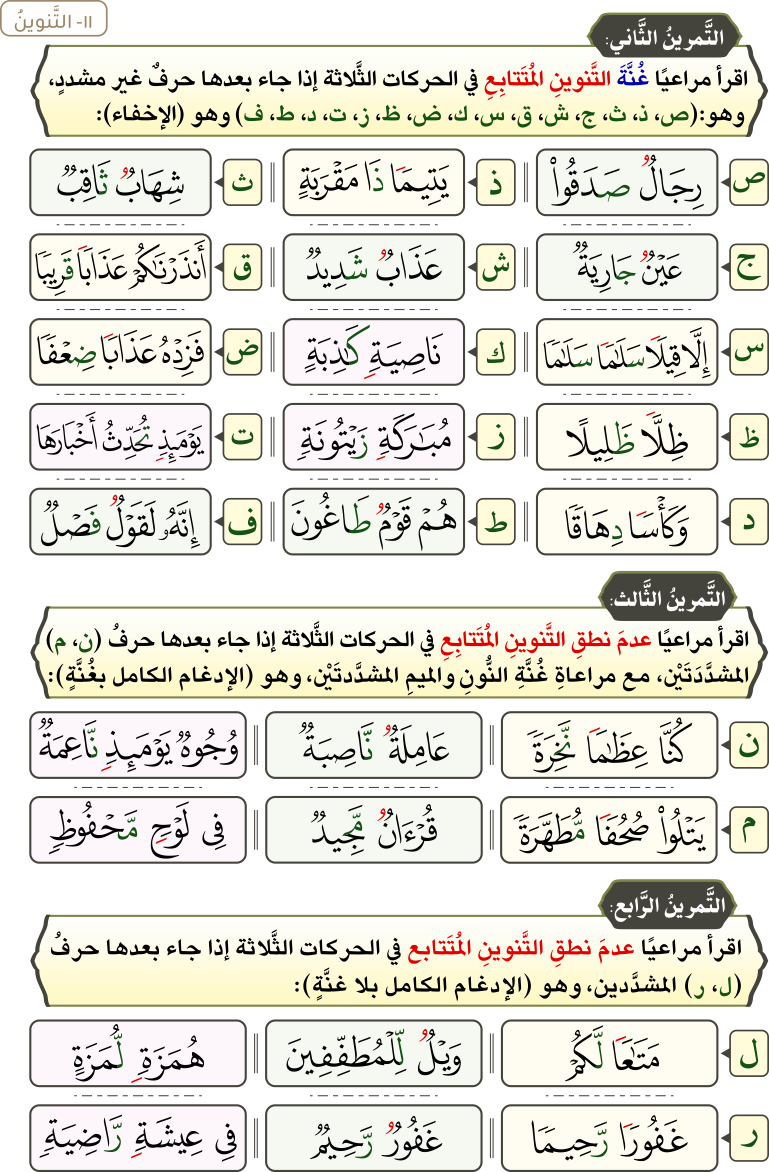 ١١- التَّنوينُ
التَّمرينُ الثَّاني:
اقرأ مراعيًا غُنَّةَ التَّنوينِ المُتَتابِعِ في الحركات الثَّلاثة إذا جاء بعدها حرفٌ غير مشددٍ،
وهو:(ص، ذ، ث، ج، ش، ق، س، ك، ض، ظ، ز، ت، د، ط، ف) وهو (الإخفاء):
ص رِجَالٌ صَدَقُوا۟ ذ يَتِيمًا ذَا مَقْرَبَةٍ ث شِهَابٌ ثَاقِبٌ
ج عَيْنٌ جَارِيَةٌ ش عَذَابٌ شَدِيدٌ ق أَنذَرْنَٰكُمْ عَذَابًا قَرِيبًا
س إِلَّا قِيلًا سَلَٰمًا سَلَٰمًا ك نَاصِيَةٍ كَٰذِبَةٍ ض فَزِدْهُ عَذَابًا ضِعْفًا
ظ ظِلًّا ظَلِيلًا ز مُبَٰرَكَةٍ زَيْتُونَةٍ ت يَوْمَئِذٍ تُحَدِّثُ أَخْبَارَهَا
د وَكَأْسًا دِهَاقًا ط هُمْ قَوْمٌ طَاغُونَ ف إِنَّهُۥ لَقَوْلٌ فَصْلٌ
التَّمرينُ الثَّالث:
اقرأ مراعيًا عدمَ نطقِ التَّنوينِ المُتَتابِعِ في الحركات الثَّلاثة إذا جاء بعدها حرفُ (ن، م)
المشدَّدَتَيْن، مع مراعاةِ غُنَّةِ النُّونِ والميمِ المشدَّدتَيْن، وهو (الإدغام الكامل بغُنَّةٍ):
ن كُنَّا عِظَٰمًا نَّخِرَةً عَامِلَةٌ نَّاصِبَةٌ وُجُوهٌ يَوْمَئِذٍ نَّاعِمَةٌ
م يَتْلُوا۟ صُحُفًا مُّطَهَّرَةً قُرْءَانٌ مَّجِيدٌ فِى لَوْحٍ مَّحْفُوظٍ
التَّمرينُ الرَّابع:
اقرأ مراعيًا عدمَ نطقِ التَّنوينِ المُتَتابع في الحركات الثَّلاثة إذا جاء بعدها حرفُ
(ل، ر) المشدَّدين، وهو (الإدغام الكامل بلا غنَّةٍ):
ل مَتَٰعًا لَّكُمْ وَيْلٌ لِّلْمُطَفِّفِينَ هُمَزَةٍ لُّمَزَةٍ
ر غَفُورًا رَّحِيمًا غَفُورٌ رَّحِيمٌ فِى عِيشَةٍ رَّاضِيَةٍ